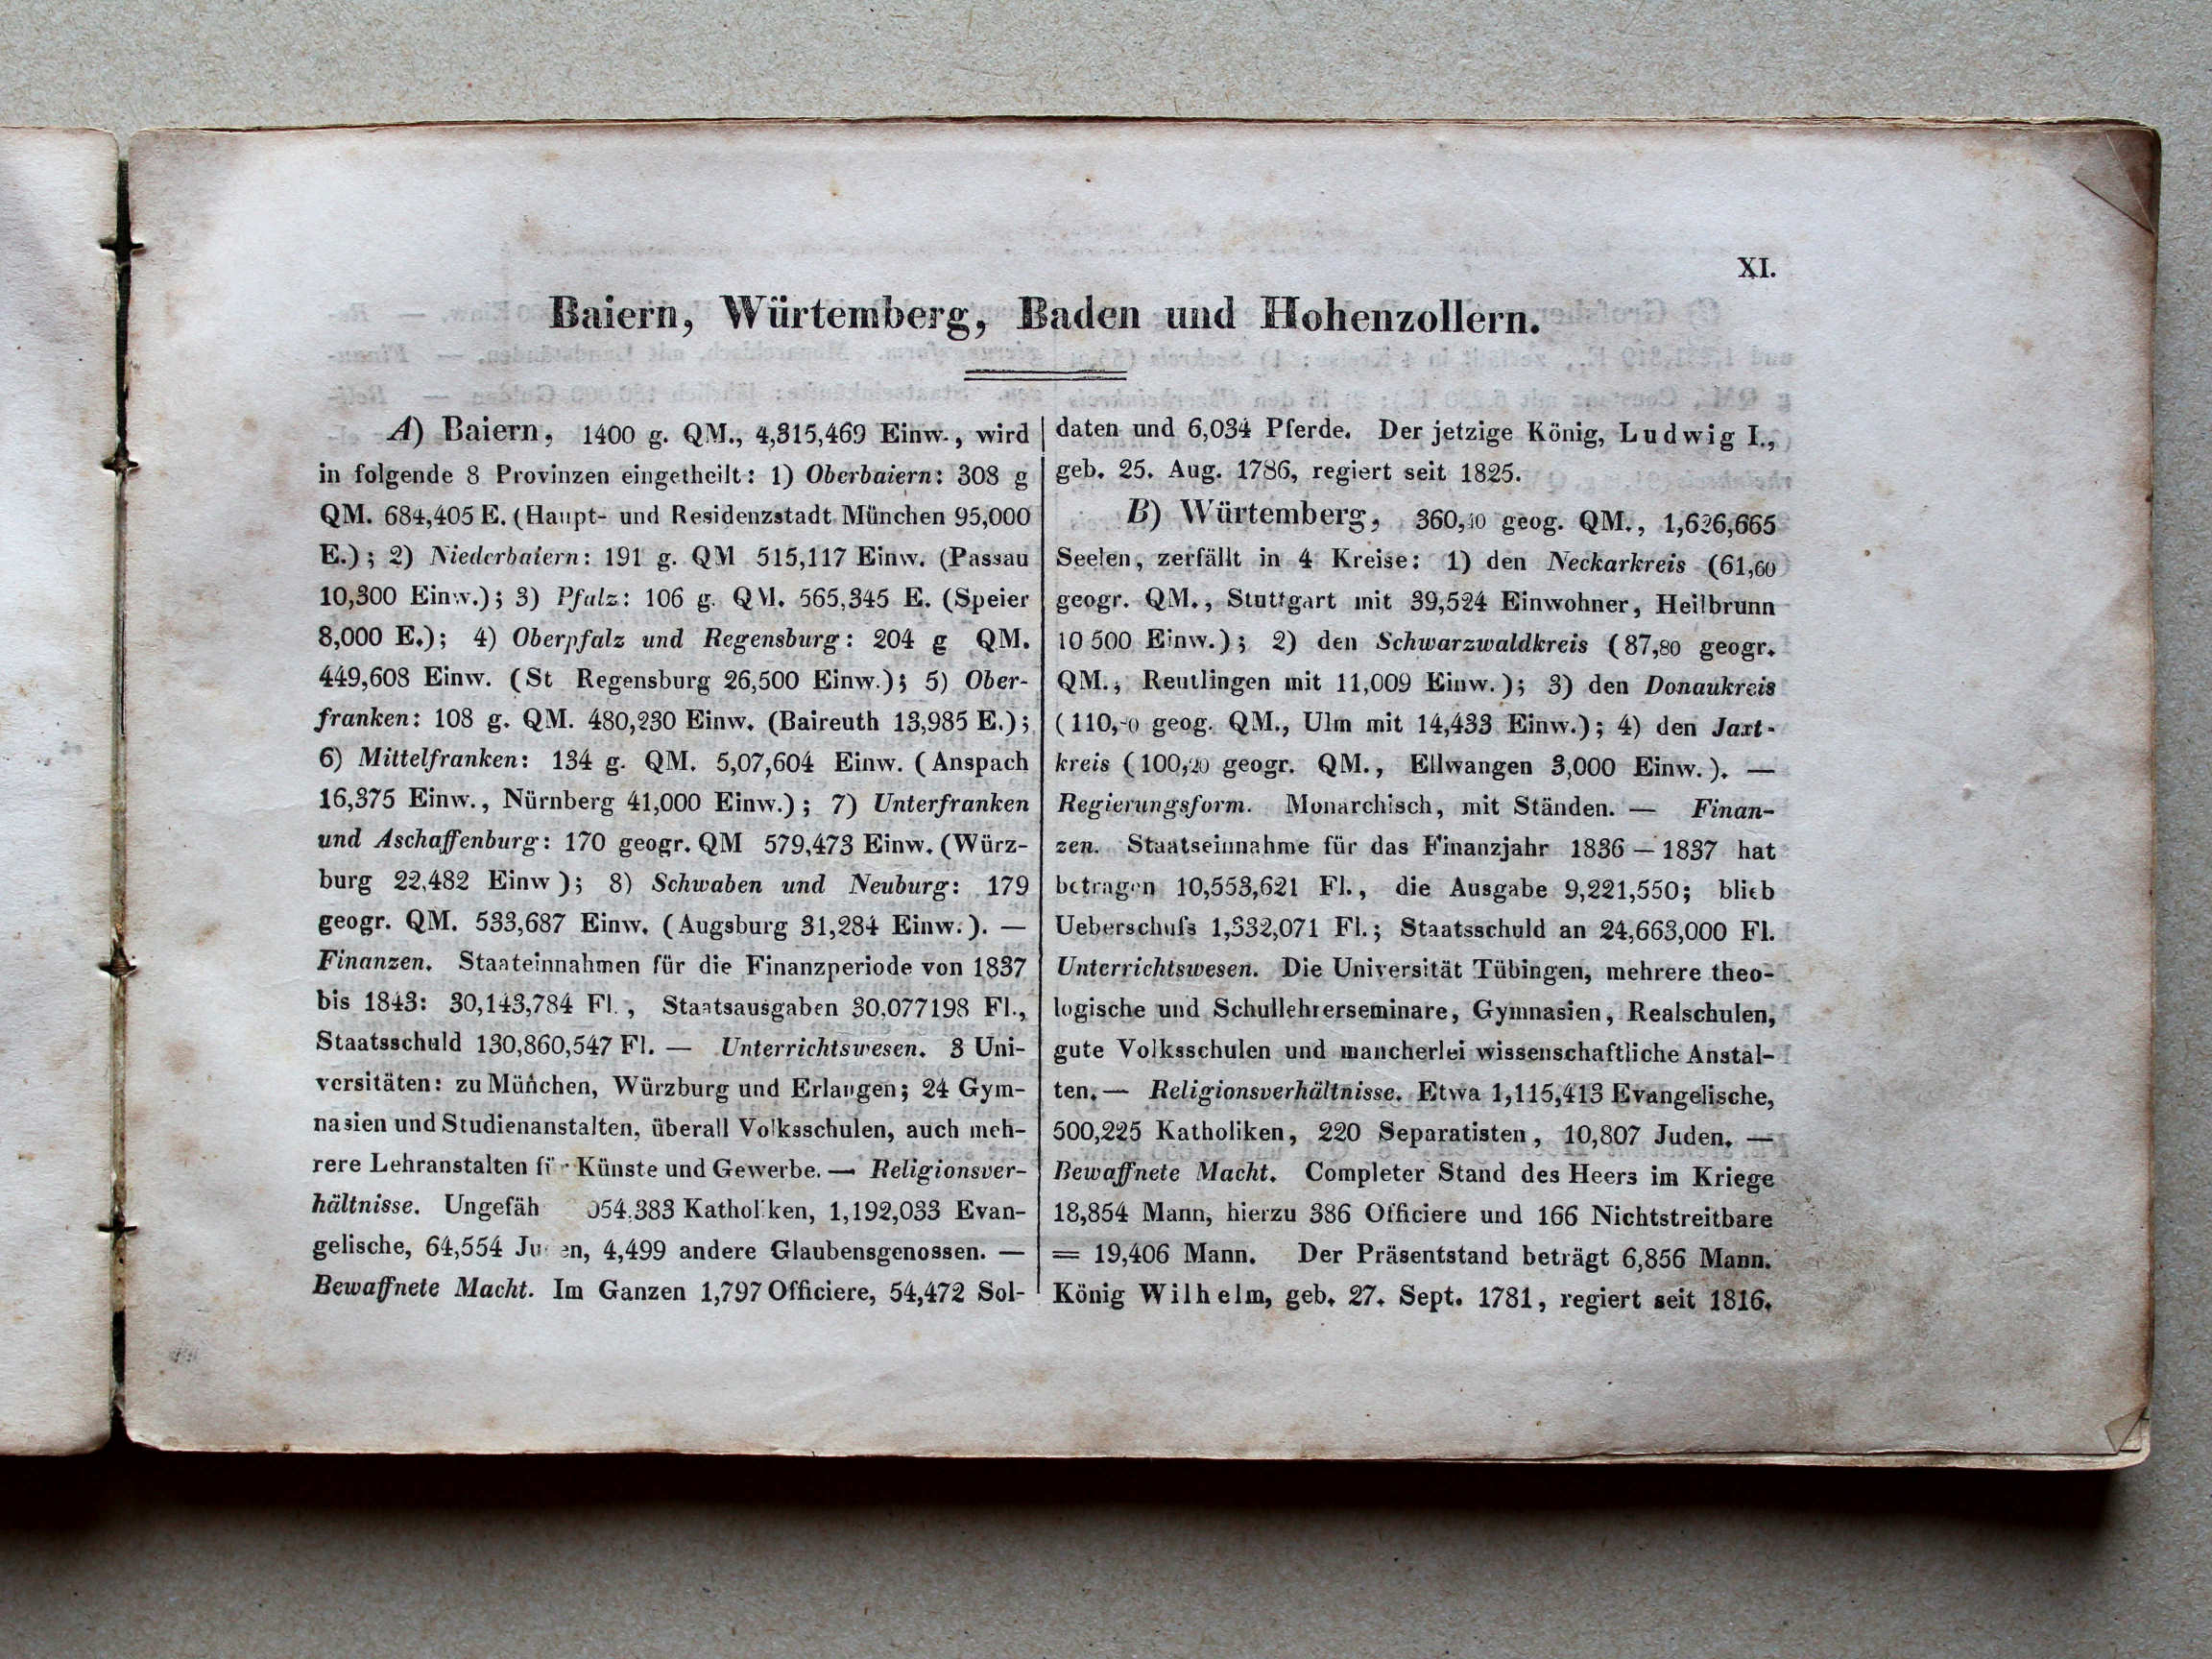 XI.
Baiern, Würtemberg, Baden und Hohenzollern.
A) Baiern, 1400 g. QM., 4,315,469 Einw., wird
in folgende 8 Provinzen eingetheilt: 1) Oberbaiern: 308 g
QM. 684,405 E. (Haupt- und Residenzstadt München 95,000
E.); 2) Niederbaiern: 191 g. QM 515,117 Einw. (Passau
10,300 Einw.); 3) Pfalz: 106 g. QM. 565,345 E. (Speier
8,000 E.); 4) Oberpfalz und Regensburg: 204 g QM.
449,608 Einw. (St Regensburg 26,500 Einw.); 5) Ober-
franken: 108 g. QM. 480,230 Einw. (Baireuth 13,985 E.);
6) Mittelfranken: 134 g. QM. 5,07,604 Einw. (Anspach
16,375 Einw., Nürnberg 41,000 Einw.); 7) Unterfranken
und Aschaffenburg: 170 geogr. QM 579,473 Einw. (Würz-
burg 22,482 Einw); 8) Schwaben und Neuburg: 179
geogr. QM. 533,687 Einw. (Augsburg 31,284 Einw.). —
Finanzen. Staateinnahmen für die Finanzperiode von 1837
bis 1843: 30,143,784 Fl., Staatsausgaben 30,077198 Fl.,
Staatsschuld 130,860,547 Fl. — Unterrichtswesen. 3 Uni-
versitäten: zu München, Würzburg und Erlangen; 24 Gym-
nasien und Studienanstalten, überall Volksschulen, auch meh-
rere Lehranstalten für Künste und Gewerbe. — Religionsver-
hältnisse. Ungefäh 054,383 Katholiken, 1,192,033 Evan-
gelische, 64,554 Juden, 4,499 andere Glaubensgenossen. —
Bewaffnete Macht. Im Ganzen 1,797 Officiere, 54,472 Sol-
daten und 6,034 Pferde. Der jetzige König, Ludwig I.,
geb. 25. Aug. 1786, regiert seit 1825.
B) Würtemberg, 360,40 geog. QM., 1,626,665
Seelen, zerfällt in 4 Kreise: 1) den Neckarkreis (61,60
geogr. QM., Stuttgart mit 39,524 Einwohner, Heilbrunn
10 500 Einw.); 2) den Schwarzwaldkreis (87,80 geogr.
QM., Reutlingen mit 11,009 Einw.); 3) den Donaukreis
geog. QM., Ulm mit 14,433 Einw.); 4) den Jaxt-
kreis (100,20 geogr. QM., Ellwangen 3,000 Einw.). —
Regierungsform. Monarchisch, mit Ständen. — Finan-
zen. Staatseinnahme für das Finanzjahr 1836 — 1837 hat
betragen 10,553,621 Fl., die Ausgabe 9,221,550; blieb
Ueberschuſs 1,332,071 Fl.; Staatsschuld an 24,663,000 Fl.
Unterrichtswesen. Die Universität Tübingen, mehrere theo-
logische und Schullehrerseminare, Gymnasien, Realschulen,
gute Volksschulen und mancherlei wissenschaftliche Anstal-
ten. — Religionsverhältnisse. Etwa 1,115,413 Evangelische,
500,225 Katholiken, 220 Separatisten, 10,807 Juden. —
Bewaffnete Macht. Completer Stand des Heers im Kriege
18,854 Mann, hierzu 386 Officiere und 166 Nichtstreitbare
= 19,406 Mann. Der Präsentstand beträgt 6,856 Mann.
König Wilhelm, geb. 27. Sept. 1781, regiert seit 1816.